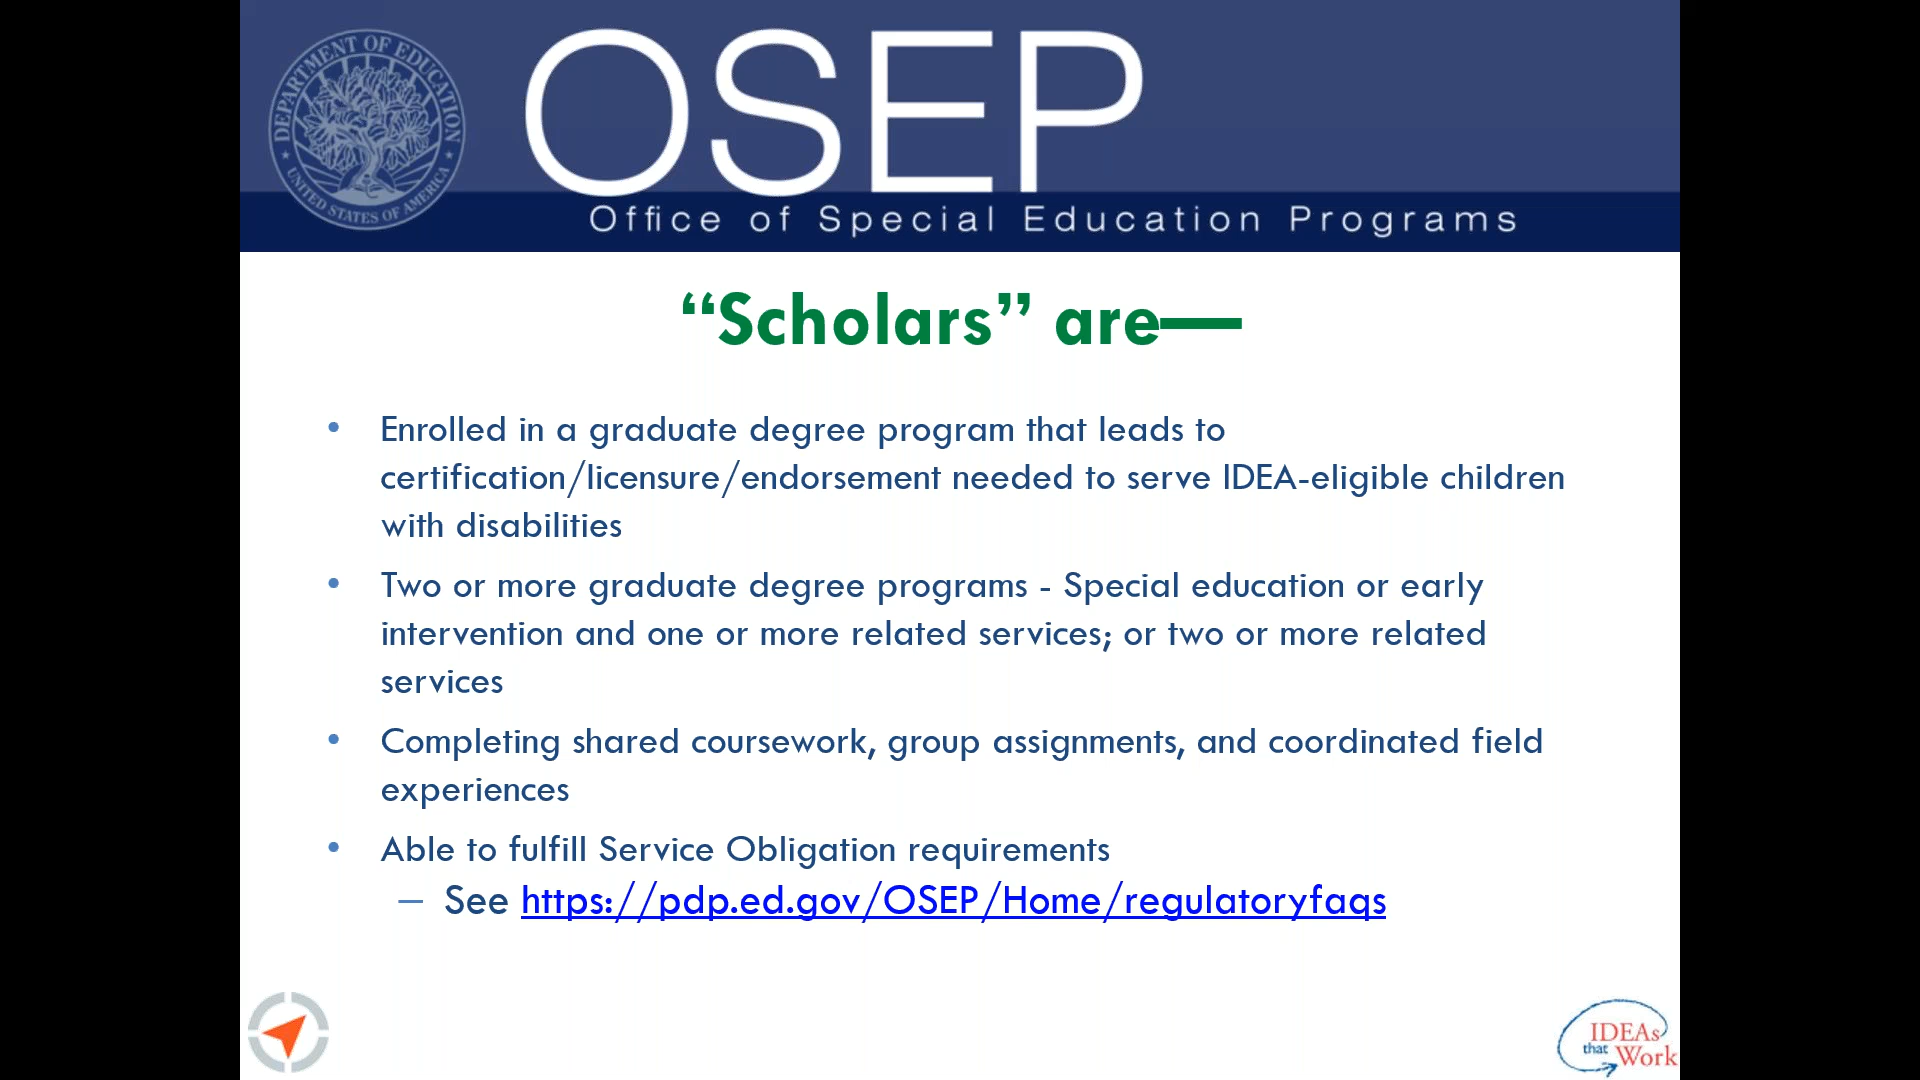 DEPARTMENT OF EDUCATION
UNITED STATES OF AMERICA
OSEP
Office of Special Education Programs
“Scholars” are—
• Enrolled in a graduate degree program that leads to
certification/licensure/endorsement needed to serve IDEA-eligible children
with disabilities
• Two or more graduate degree programs - Special education or early
intervention and one or more related services; or two or more related
services
• Completing shared coursework, group assignments, and coordinated field
experiences
• Able to fulfill Service Obligation requirements
– See https://pdp.ed.gov/OSEP/Home/regulatoryfaqs
IDEAs
that Work